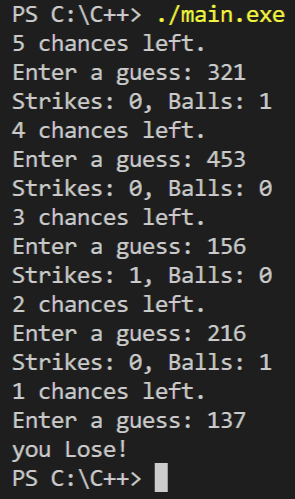 PS C:\C++> ./main.exe
5 chances left.
Enter a guess: 321
Strikes: 0, Balls: 1
4 chances left.
Enter a guess: 453
Strikes: 0, Balls: 0
3 chances left.
Enter a guess: 156
Strikes: 1, Balls: 0
2 chances left.
Enter a guess: 216
Strikes: 0, Balls: 1
1 chances left.
Enter a guess: 137
you Lose!
PS C:\C++>